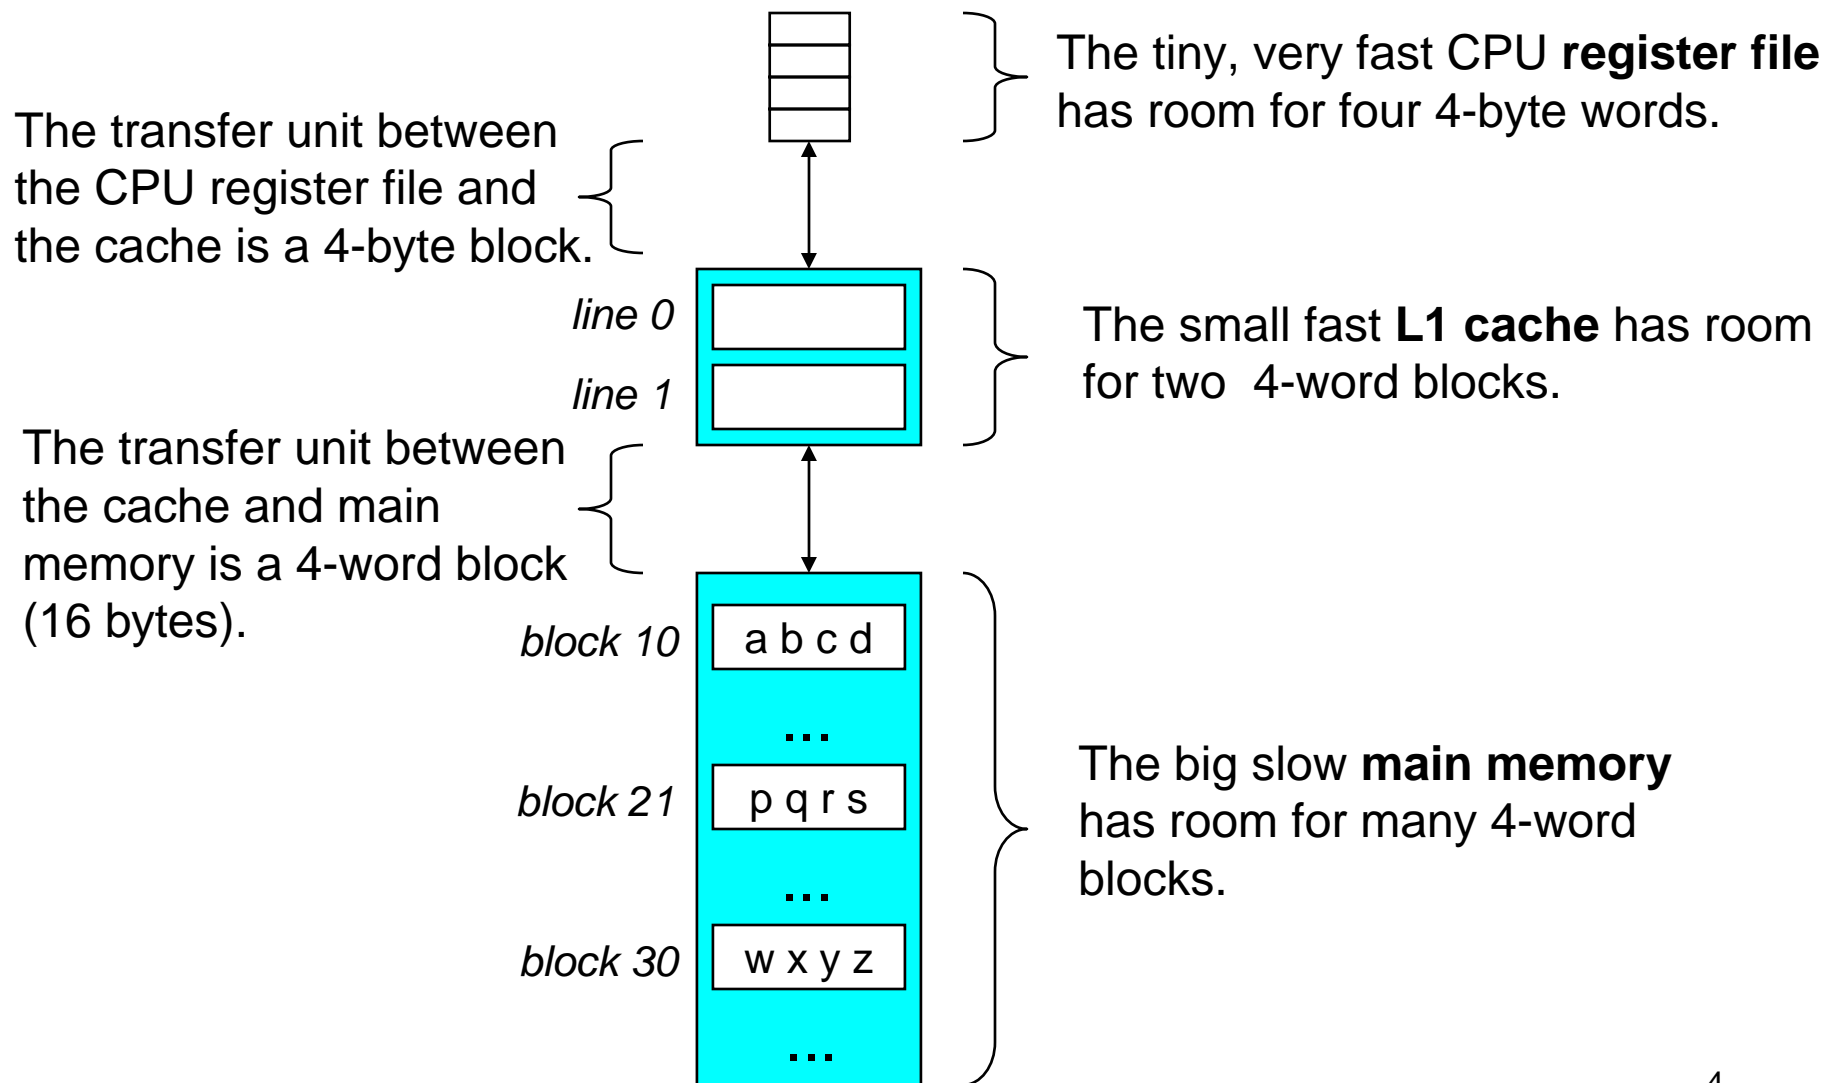 The tiny, very fast CPU register file
has room for four 4-byte words.
The transfer unit between
the CPU register file and
the cache is a 4-byte block.
line 0
line 1
The small fast L1 cache has room
for two  4-word blocks.
The transfer unit between
the cache and main
memory is a 4-word block
(16 bytes).
block 10
a b c d
...
block 21
p q r s
...
block 30
w x y z
...
The big slow main memory
has room for many 4-word
blocks.